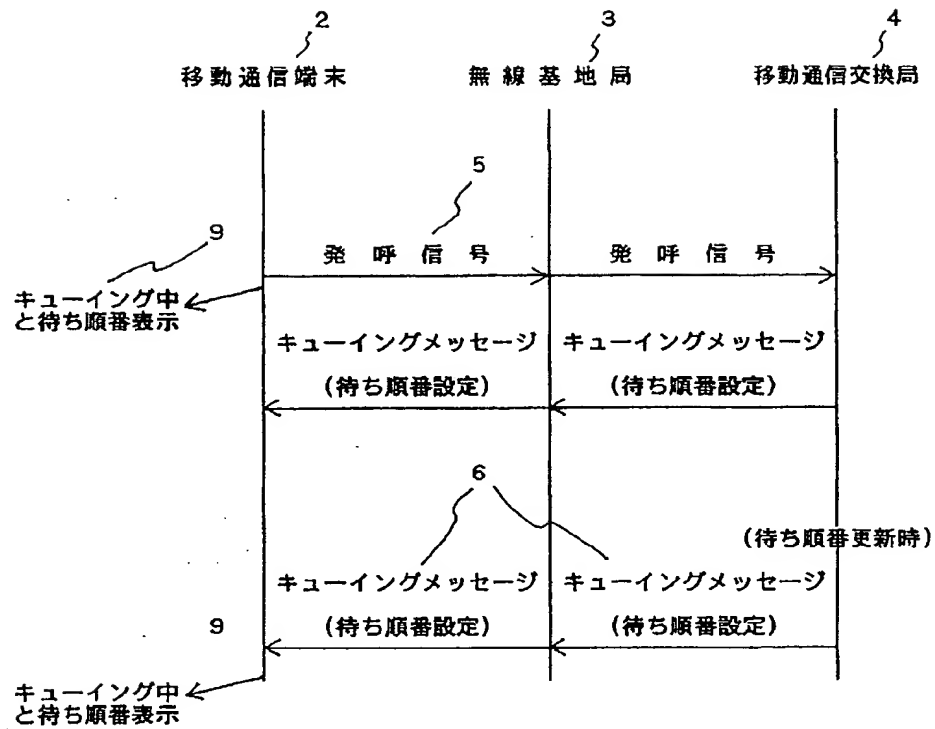 2 3 4
移動通信端末 無線基地局 移動通信交換局
5
9
発呼信号 発呼信号
キューイング中
と待ち順番表示
キューイングメッセージ キューイングメッセージ
(待ち順番設定) (待ち順番設定)
6
(待ち順番更新時)
キューイングメッセージ キューイングメッセージ
9 (待ち順番設定) (待ち順番設定)
キューイング中
と待ち順番表示